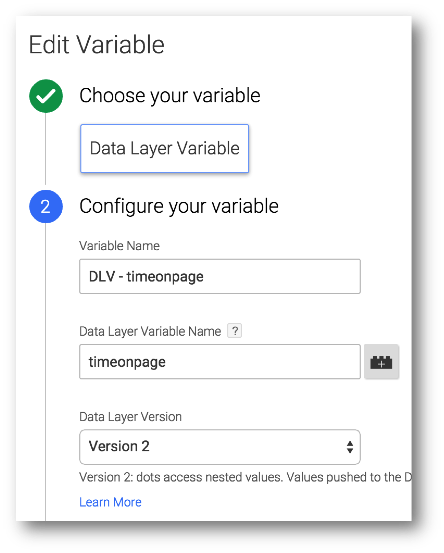 Edit Variable
Choose your variable
Data Layer Variable
2
Configure your variable
Variable Name
DLV - timeonpage
Data Layer Variable Name ?
timeonpage
Data Layer Version
Version 2
Version 2: dots access nested values. Values pushed to the D
Learn More